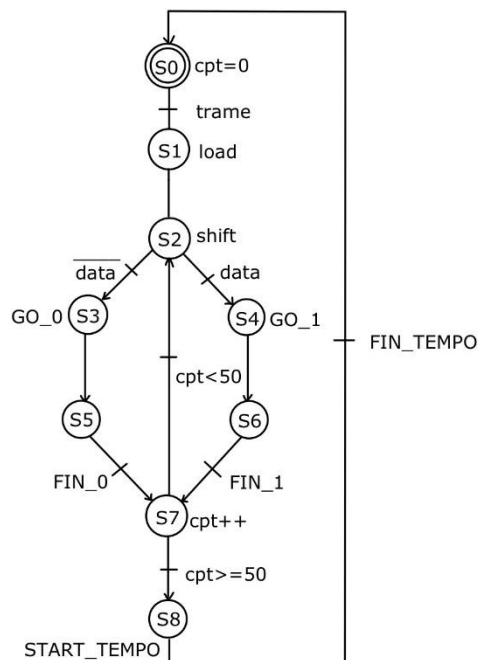 S0 cpt=0
trame
S1 load
S2 shift
data data
GO_0 S3 S4 GO_1
FIN_TEMPO
cpt<50
S5 S6
FIN_0 FIN_1
S7 cpt++
cpt>=50
S8
START_TEMPO